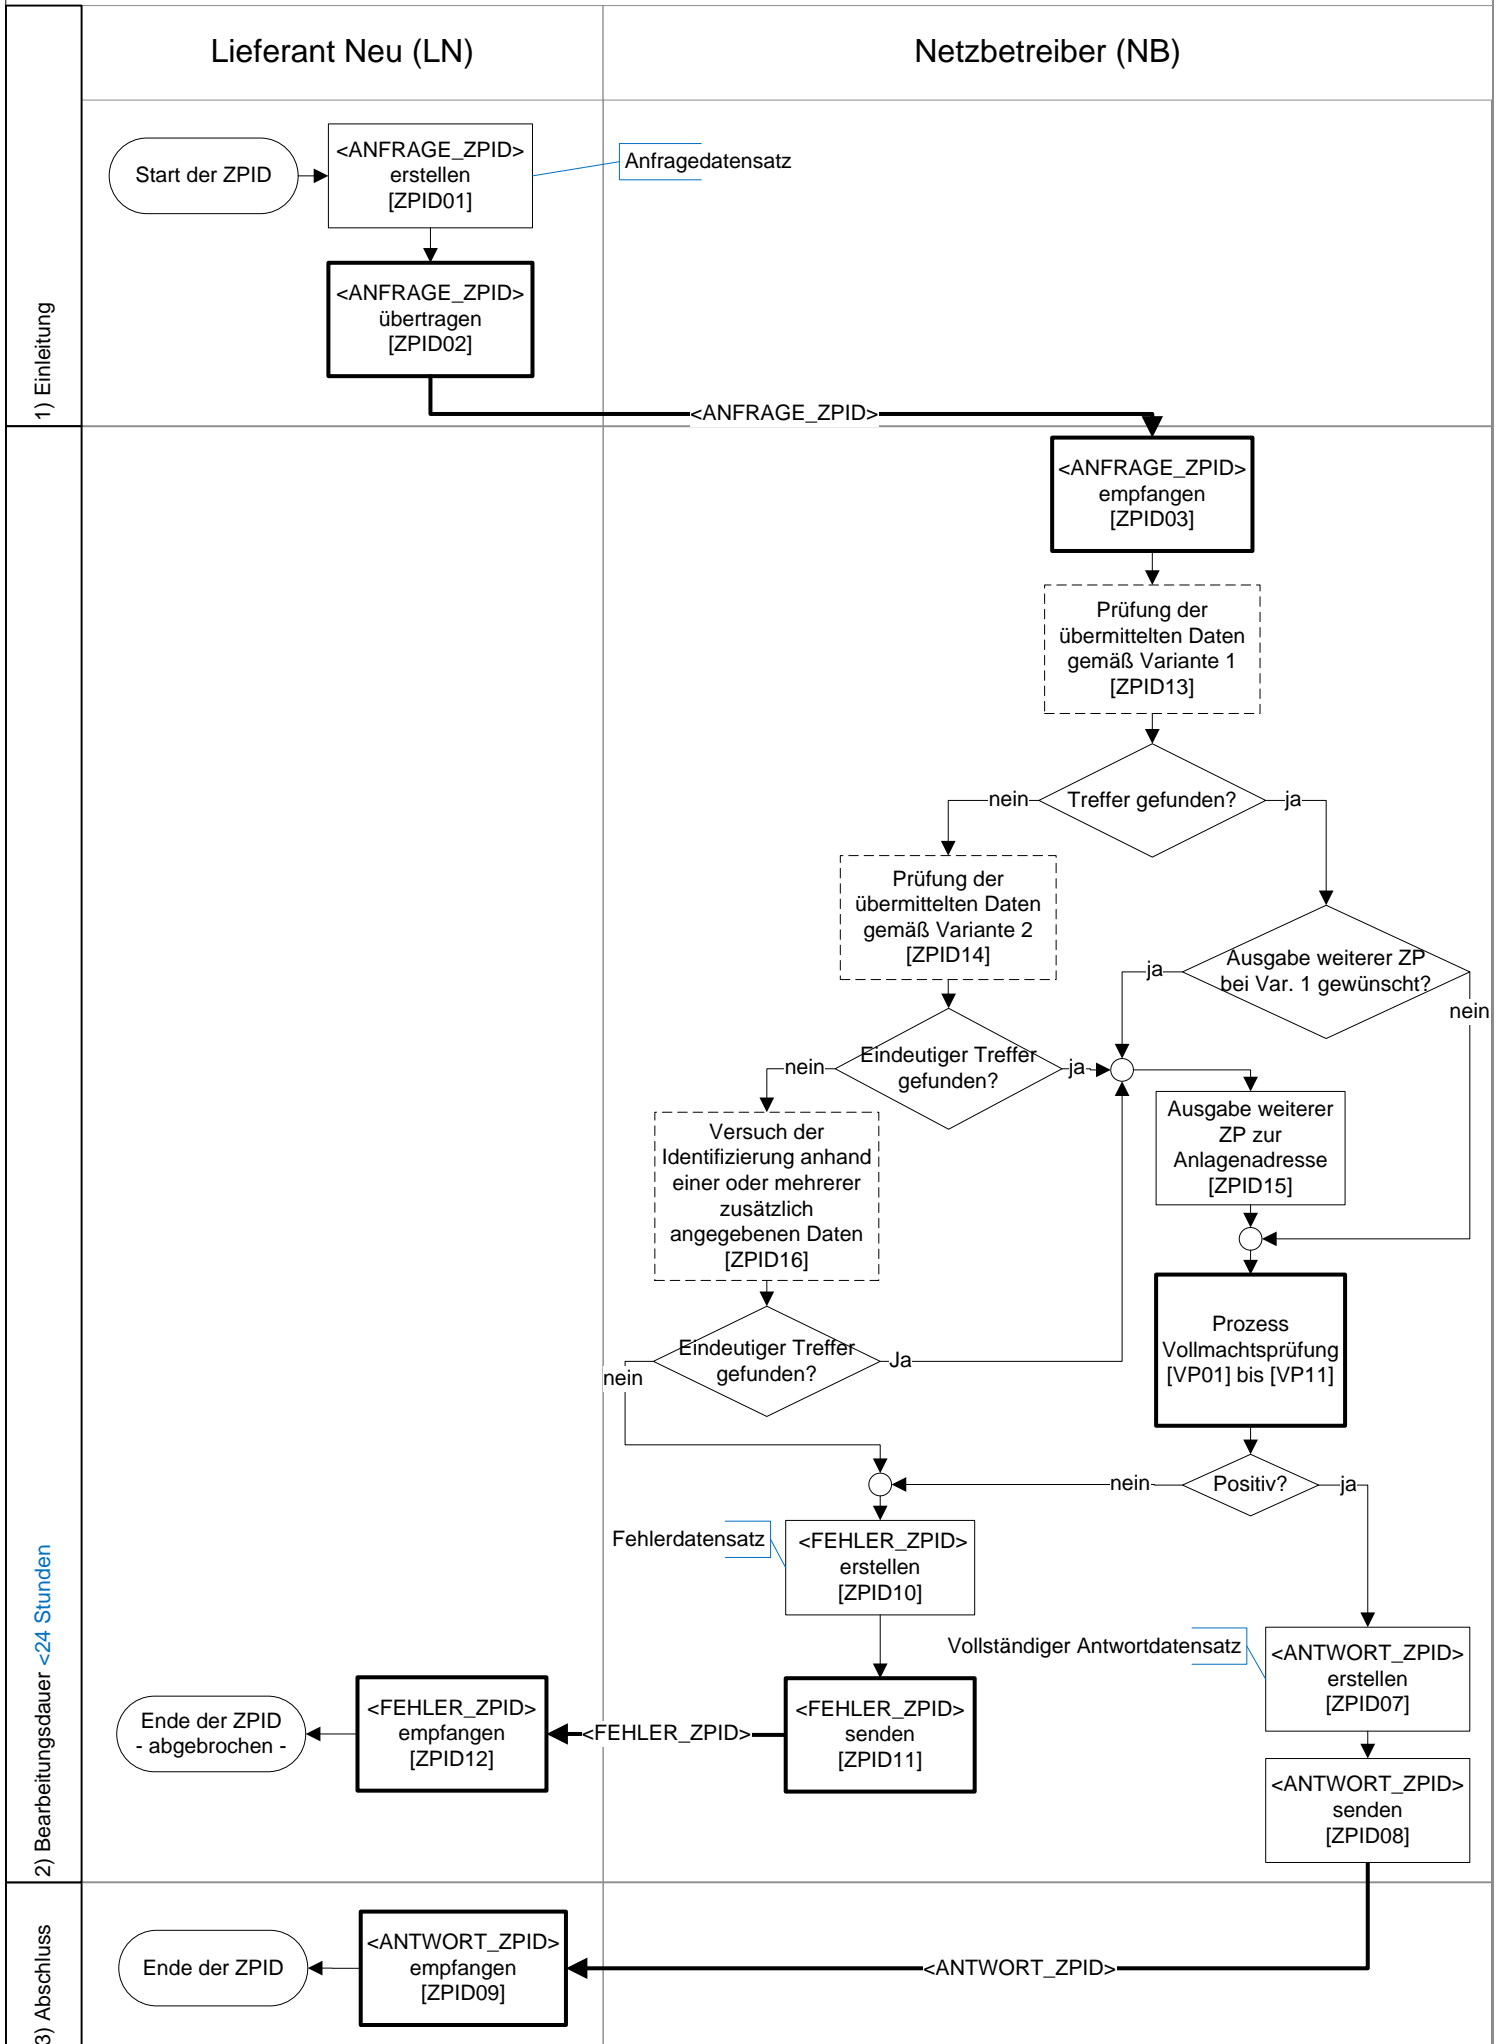 Lieferant Neu (LN)
Netzbetreiber (NB)
1) Einleitung
Start der ZPID
<ANFRAGE_ZPID>
erstellen
[ZPID01]
Anfragedatensatz
<ANFRAGE_ZPID>
übertragen
[ZPID02]
<ANFRAGE_ZPID>
2) Bearbeitungsdauer <24 Stunden
<ANFRAGE_ZPID>
empfangen
[ZPID03]
Prüfung der
übermittelten Daten
gemäß Variante 1
[ZPID13]
nein
Treffer gefunden?
ja
Prüfung der
übermittelten Daten
gemäß Variante 2
[ZPID14]
ja
Ausgabe weiterer ZP
bei Var. 1 gewünscht?
nein
nein
Eindeutiger Treffer
gefunden?
ja
Ausgabe weiterer
ZP zur
Anlagenadresse
[ZPID15]
Versuch der
Identifizierung anhand
einer oder mehrerer
zusätzlich
angegebenen Daten
[ZPID16]
Prozess
Vollmachtsprüfung
[VP01] bis [VP11]
nein
Eindeutiger Treffer
gefunden?
Ja
nein
Positiv?
ja
Fehlerdatensatz
<FEHLER_ZPID>
erstellen
[ZPID10]
Vollständiger Antwortdatensatz
<ANTWORT_ZPID>
erstellen
[ZPID07]
Ende der ZPID
- abgebrochen -
<FEHLER_ZPID>
empfangen
[ZPID12]
<FEHLER_ZPID>
<FEHLER_ZPID>
senden
[ZPID11]
<ANTWORT_ZPID>
senden
[ZPID08]
3) Abschluss
Ende der ZPID
<ANTWORT_ZPID>
empfangen
[ZPID09]
<ANTWORT_ZPID>